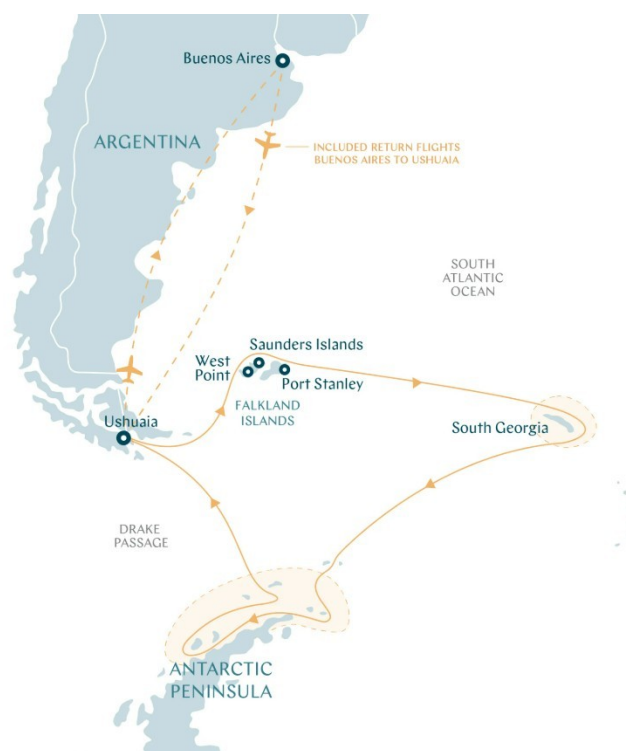 Buenos Aires
ARGENTINA
INCLUDED RETURN FLIGHTS
BUENOS AIRES TO USHUAIA
SOUTH
ATLANTIC
OCEAN
Saunders Islands
West
Point
Port Stanley
FALKLAND
ISLANDS
Ushuaia
South Georgia
DRAKE
PASSAGE
ANTARCTIC
PENINSULA